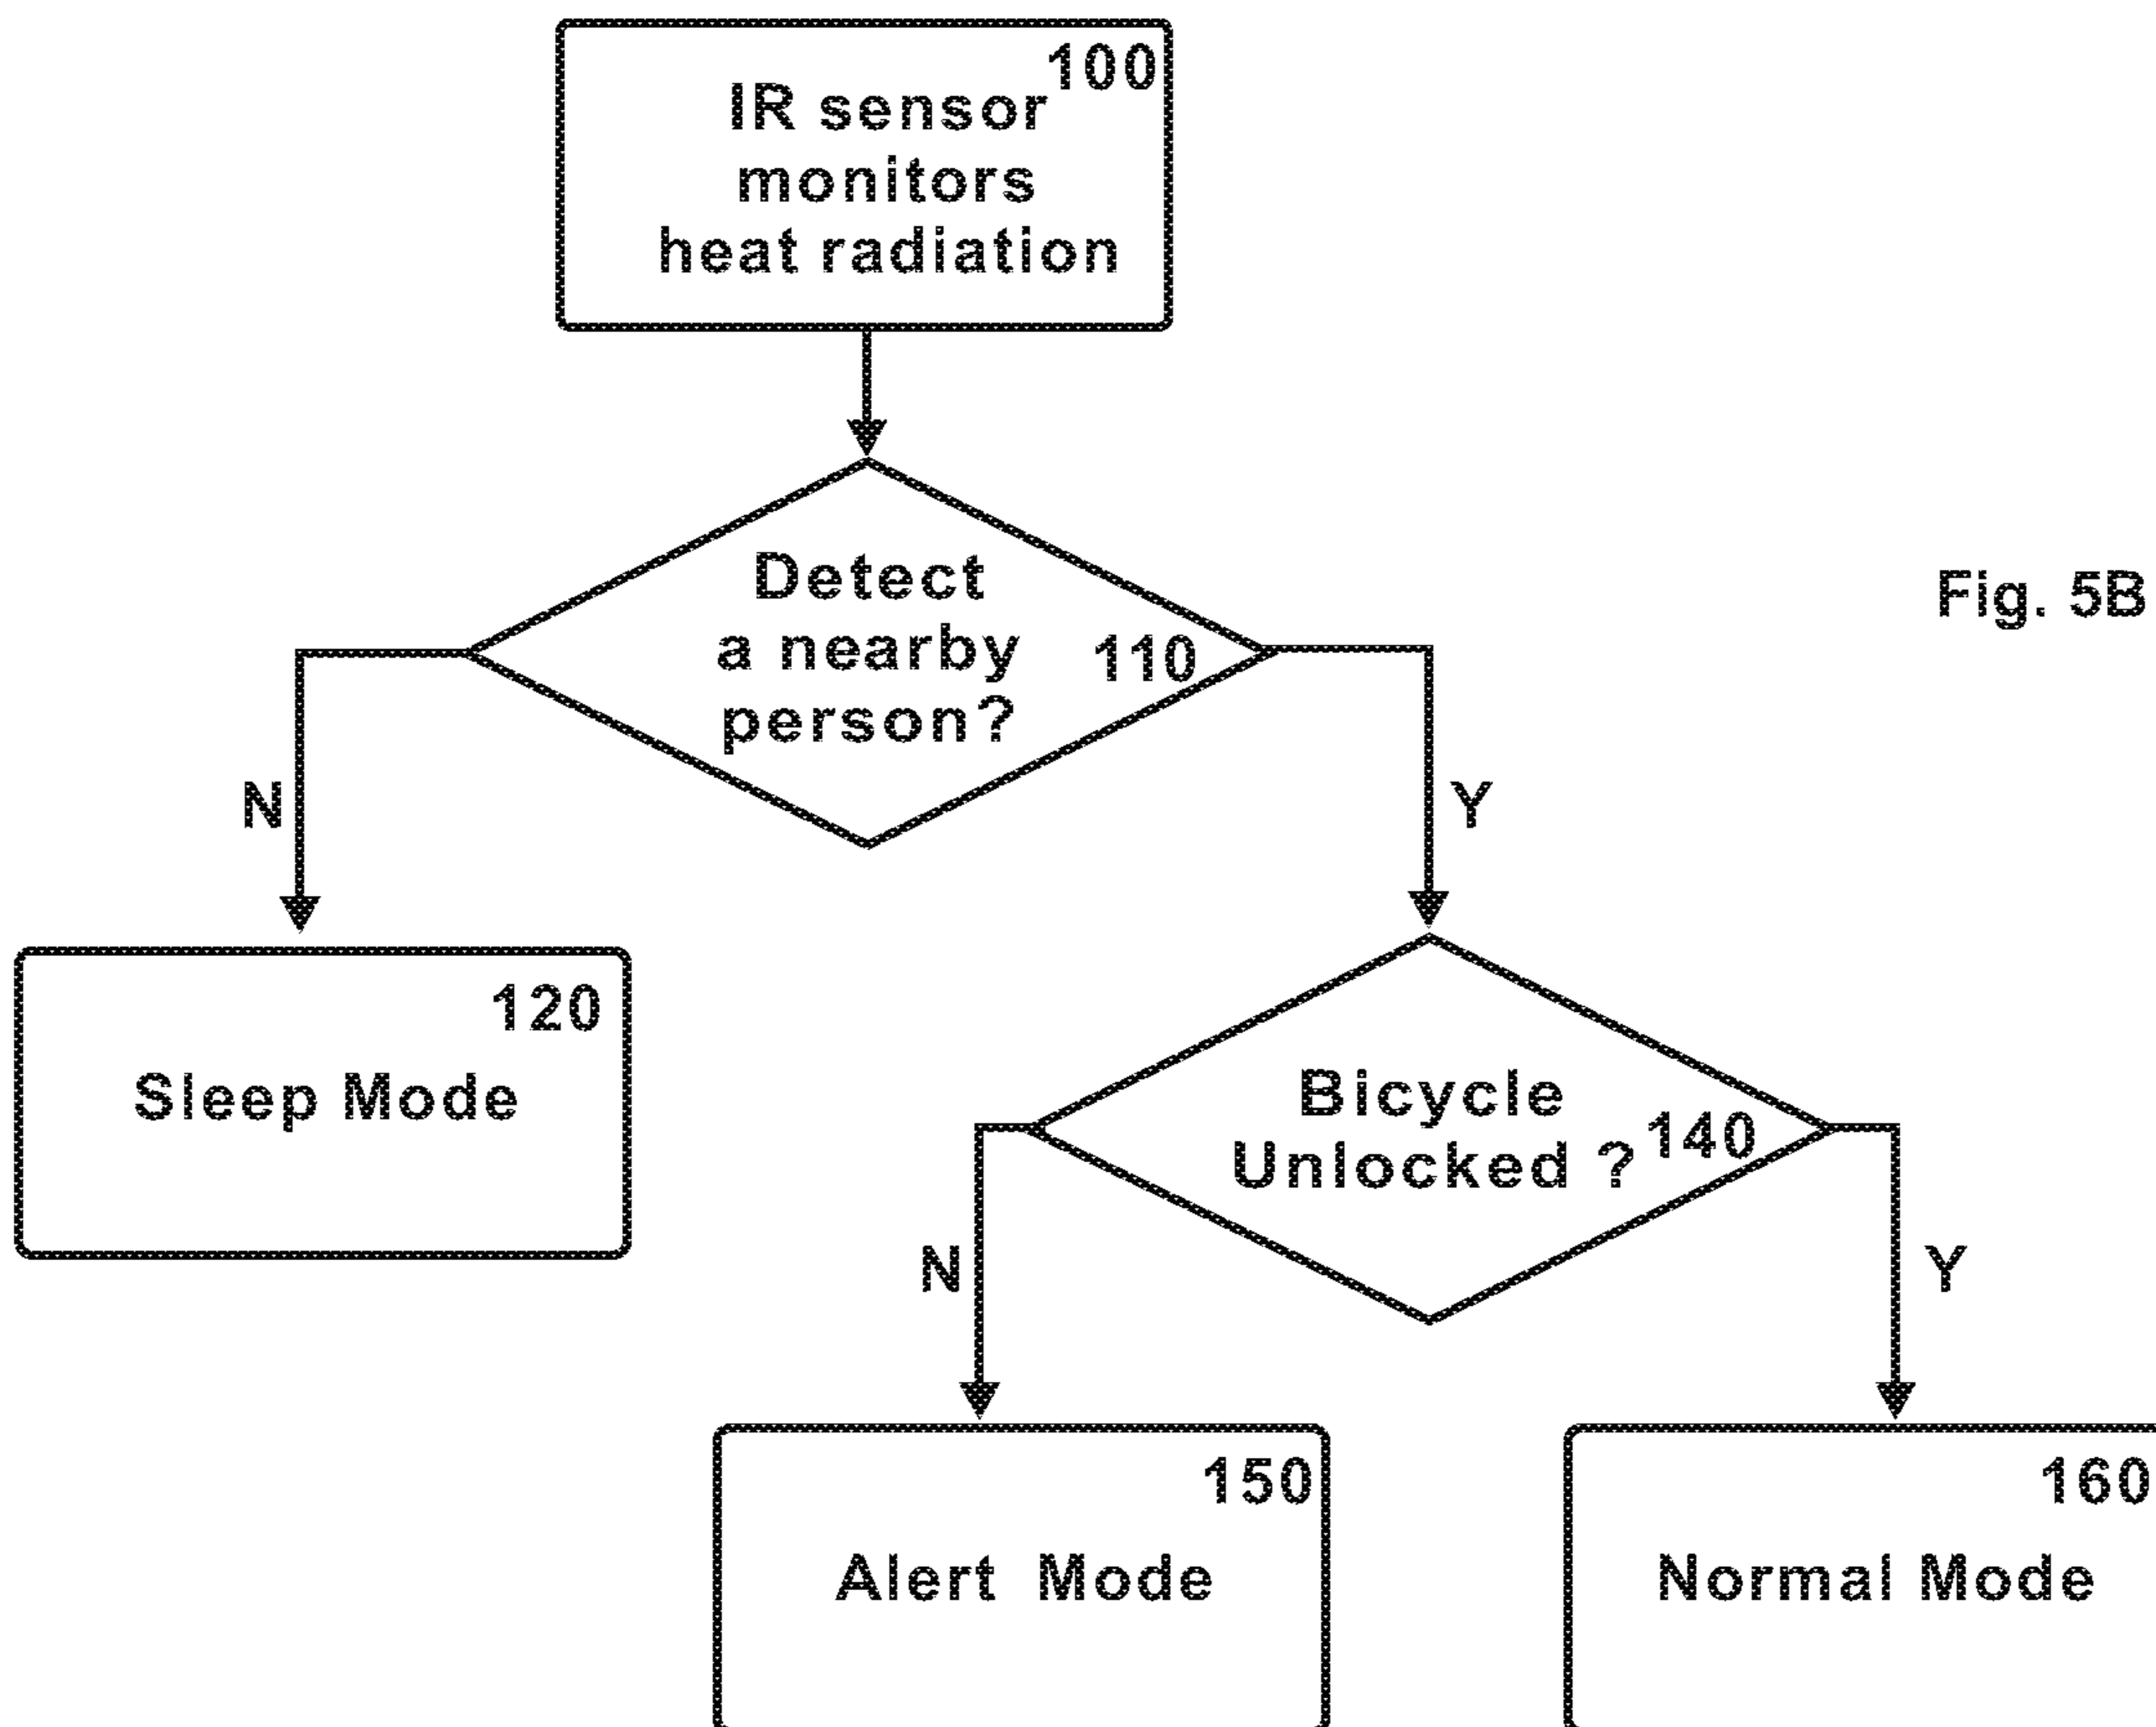 100
IR sensor
monitors
heat radiation
Detect
a nearby
person?
110
Fig. 5B
N
Y
120
Sleep Mode
Bicycle
Unlocked ?
140
N
Y
150
Alert Mode
160
Normal Mode